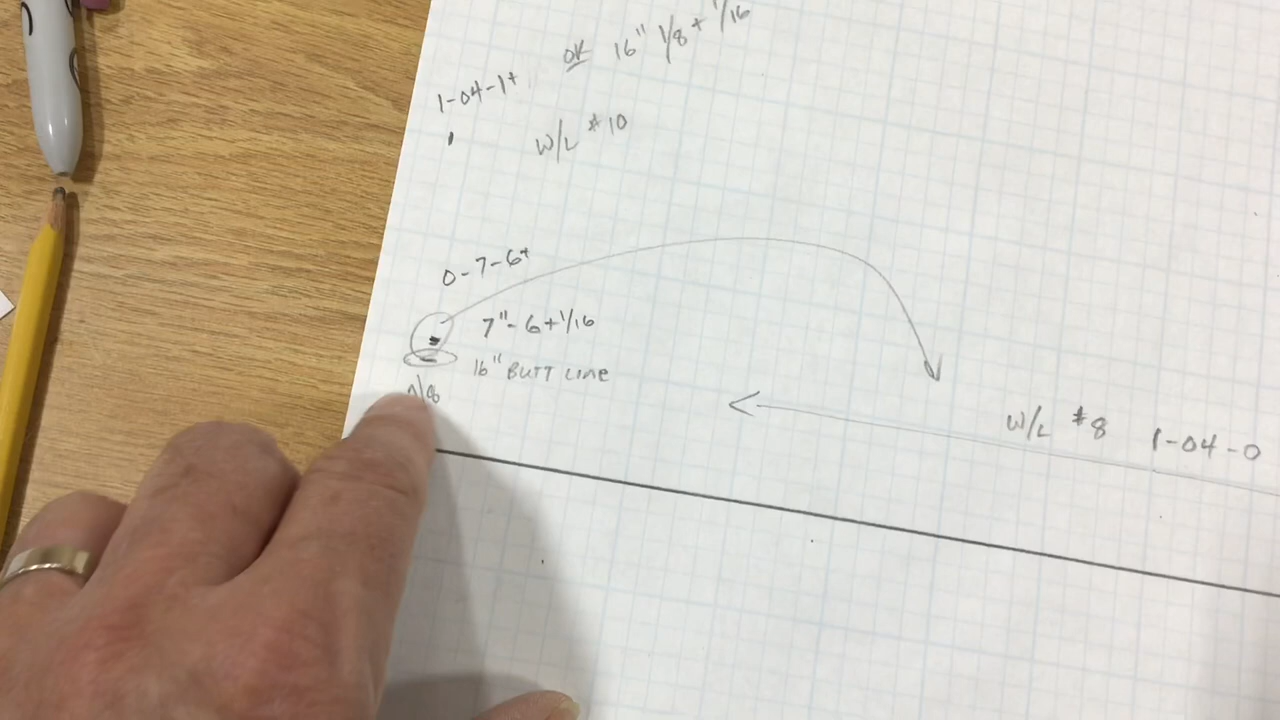 OK 16" 1/8 + 1/16
1-04-1+
W/L #10
0-7-6+
7"-6+1/16
16" BUTT LINE
W/L #8 1-04-0